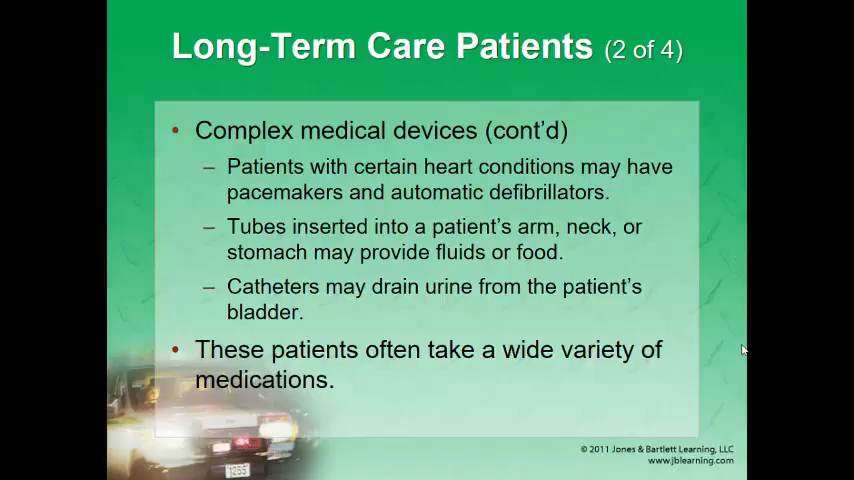 Long-Term Care Patients (2 of 4)
• Complex medical devices (cont’d)
– Patients with certain heart conditions may have
pacemakers and automatic defibrillators.
– Tubes inserted into a patient’s arm, neck, or
stomach may provide fluids or food.
– Catheters may drain urine from the patient’s
bladder.
• These patients often take a wide variety of
medications.
1255
© 2011 Jones & Bartlett Learning, LLC
www.jblearning.com